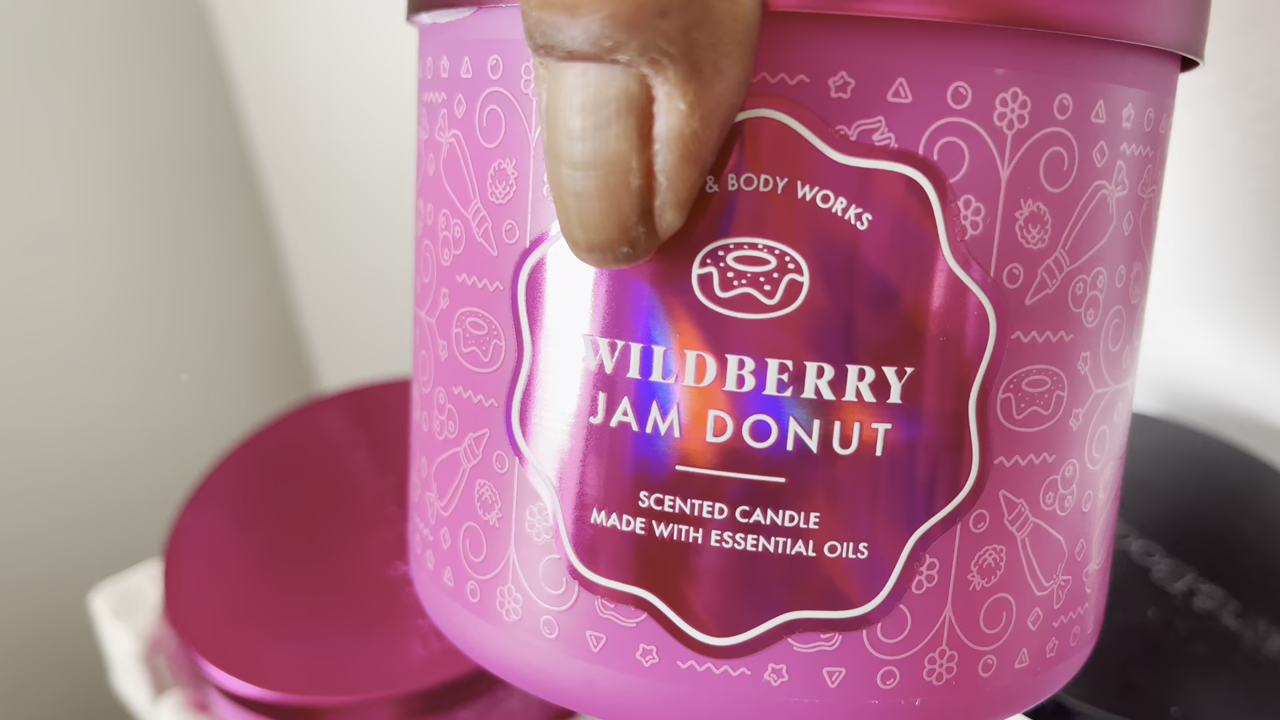 & BODY WORKS
WILDBERRY
JAM DONUT
SCENTED CANDLE
MADE WITH ESSENTIAL OILS